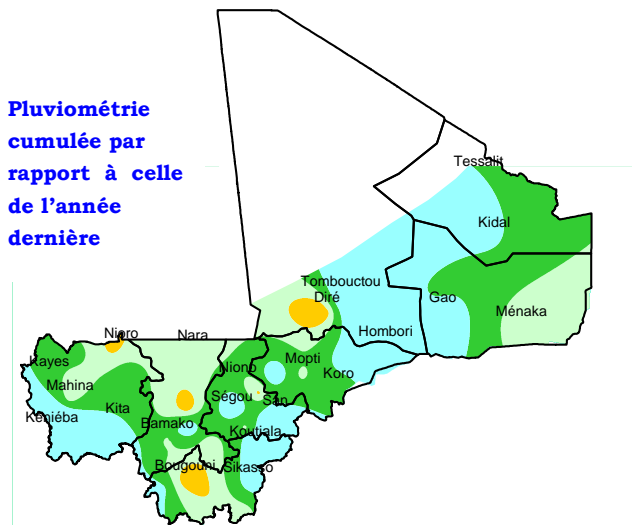 Pluviométrie
cumulée par
rapport à celle
de l'année
dernière
Tessalit
Kidal
Tombouctou
Diré
Gao
Ménaka
Hombori
Nioro
Nara
Mopti
Kayes
Niono
Koro
Mahina
Ségou
San
Kéniéba
Kita
Bamako
Koutiala
Bougouni
Sikasso